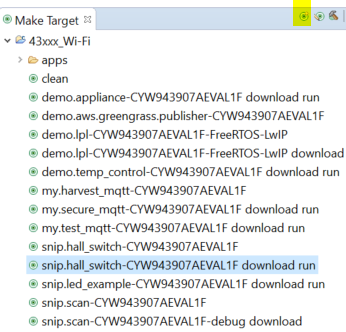 Make Target
43xxx_Wi-Fi
apps
clean
demo.appliance-CYW943907AEVAL1F download run
demo.aws.greengrass.publisher-CYW943907AEVAL1F
demo.lpl-CYW943907AEVAL1F-FreeRTOS-LwIP
demo.lpl-CYW943907AEVAL1F-FreeRTOS-LwIP download
demo.temp_control-CYW943907AEVAL1F download run
my.harvest_mqtt-CYW943907AEVAL1F
my.secure_mqtt-CYW943907AEVAL1F download run
my.test_mqtt-CYW943907AEVAL1F download run
snip.hall_switch-CYW943907AEVAL1F
snip.hall_switch-CYW943907AEVAL1F download run
snip.led_example-CYW943907AEVAL1F download run
snip.scan-CYW943907AEVAL1F
snip.scan-CYW943907AEVAL1F-debug download